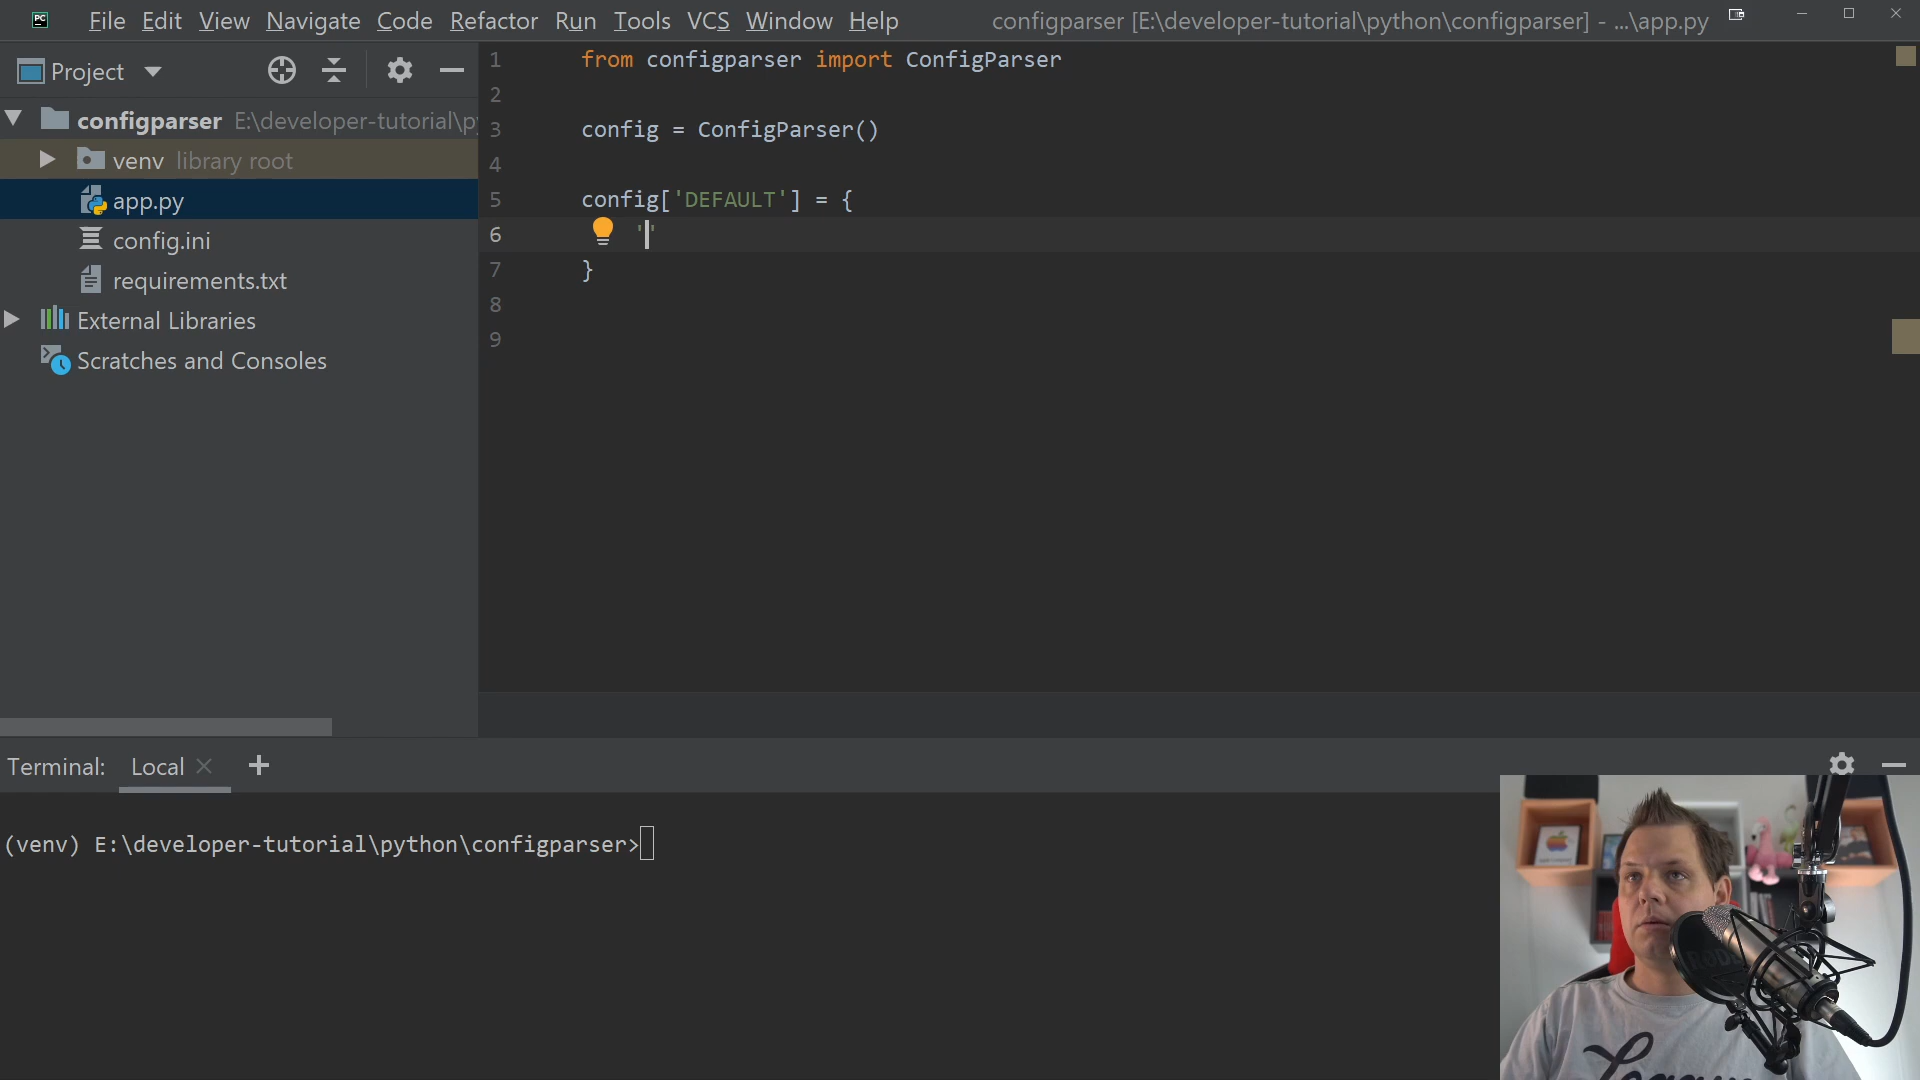 PC File Edit View Navigate Code Refactor Run Tools VCS Window Help configparser [E:\developer-tutorial\python\configparser] - ...\app.py
Project
configparser E:\developer-tutorial\p
venv library root
app.py
config.ini
requirements.txt
External Libraries
Scratches and Consoles
1 from configparser import ConfigParser
2
3 config = ConfigParser()
4
5 config['DEFAULT'] = {
6 ''
7 }
8
9
Terminal: Local
(venv) E:\developer-tutorial\python\configparser>
RODE